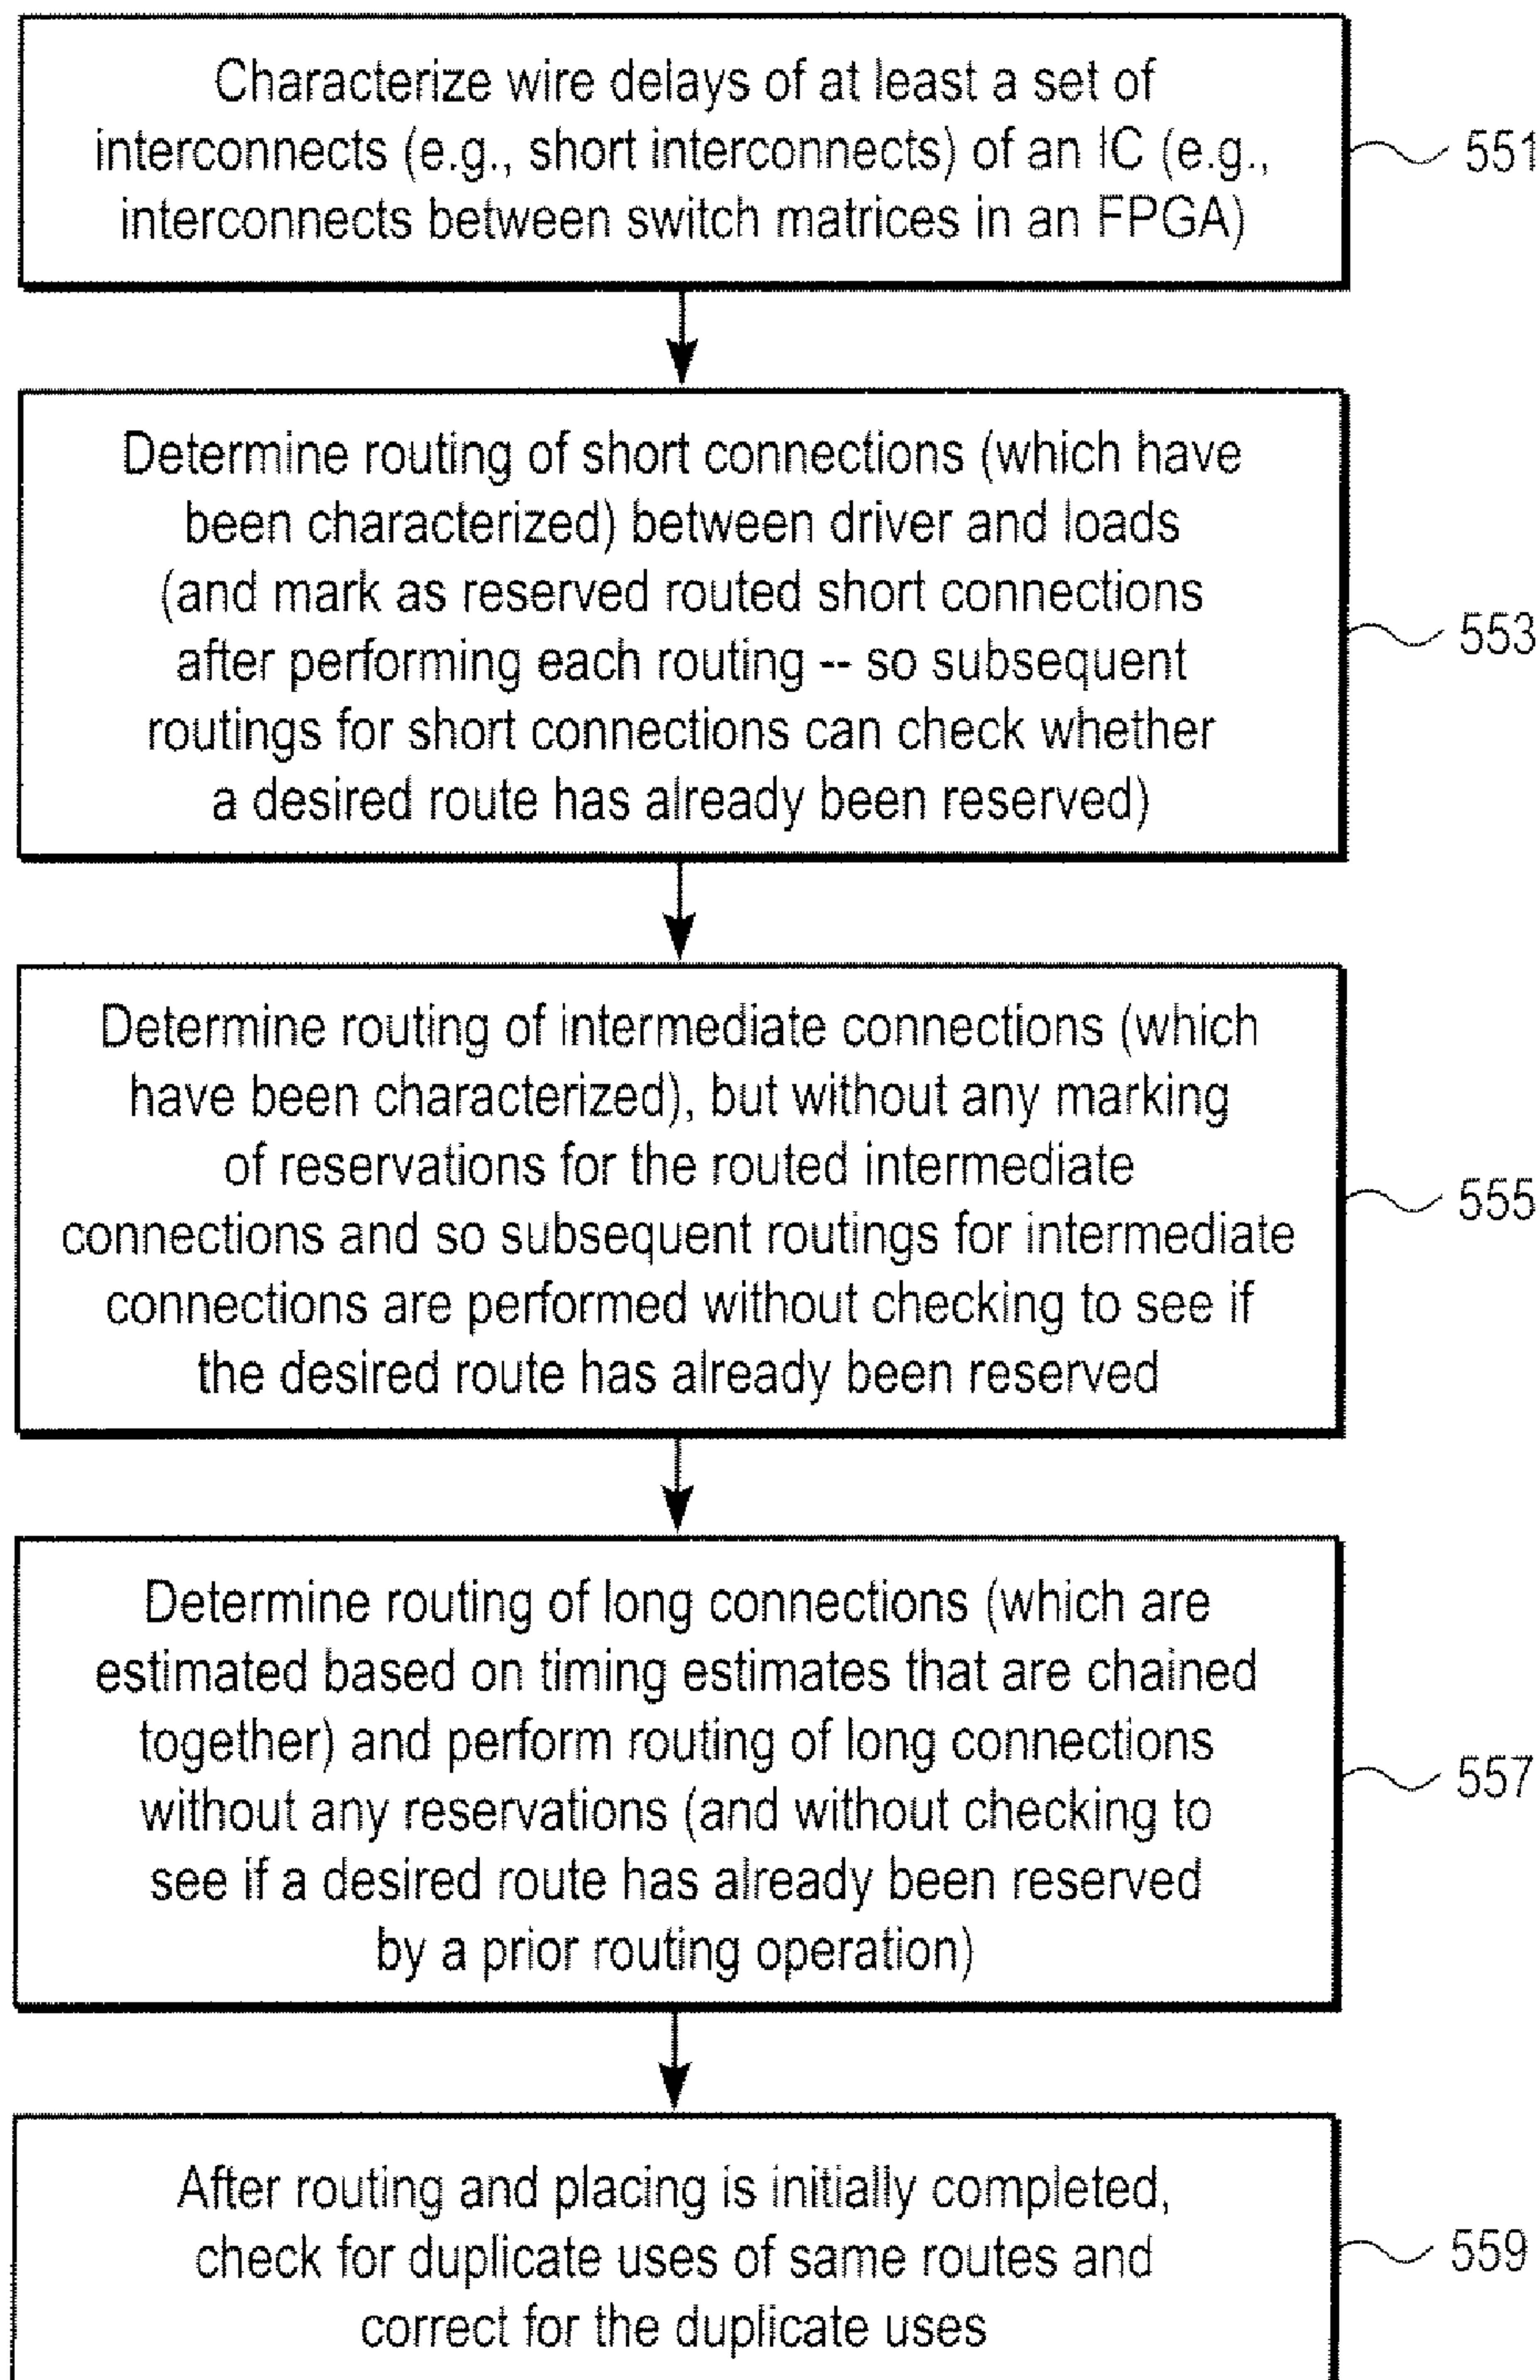 Characterize wire delays of at least a set of
interconnects (e.g., short interconnects) of an IC (e.g.,
interconnects between switch matrices in an FPGA)
551
Determine routing of short connections (which have
been characterized) between driver and loads
(and mark as reserved routed short connections
after performing each routing -- so subsequent
routings for short connections can check whether
a desired route has already been reserved)
553
Determine routing of intermediate connections (which
have been characterized), but without any marking
of reservations for the routed intermediate
connections and so subsequent routings for intermediate
connections are performed without checking to see if
the desired route has already been reserved
555
Determine routing of long connections (which are
estimated based on timing estimates that are chained
together) and perform routing of long connections
without any reservations (and without checking to
see if a desired route has already been reserved
by a prior routing operation)
557
After routing and placing is initially completed,
check for duplicate uses of same routes and
correct for the duplicate uses
559